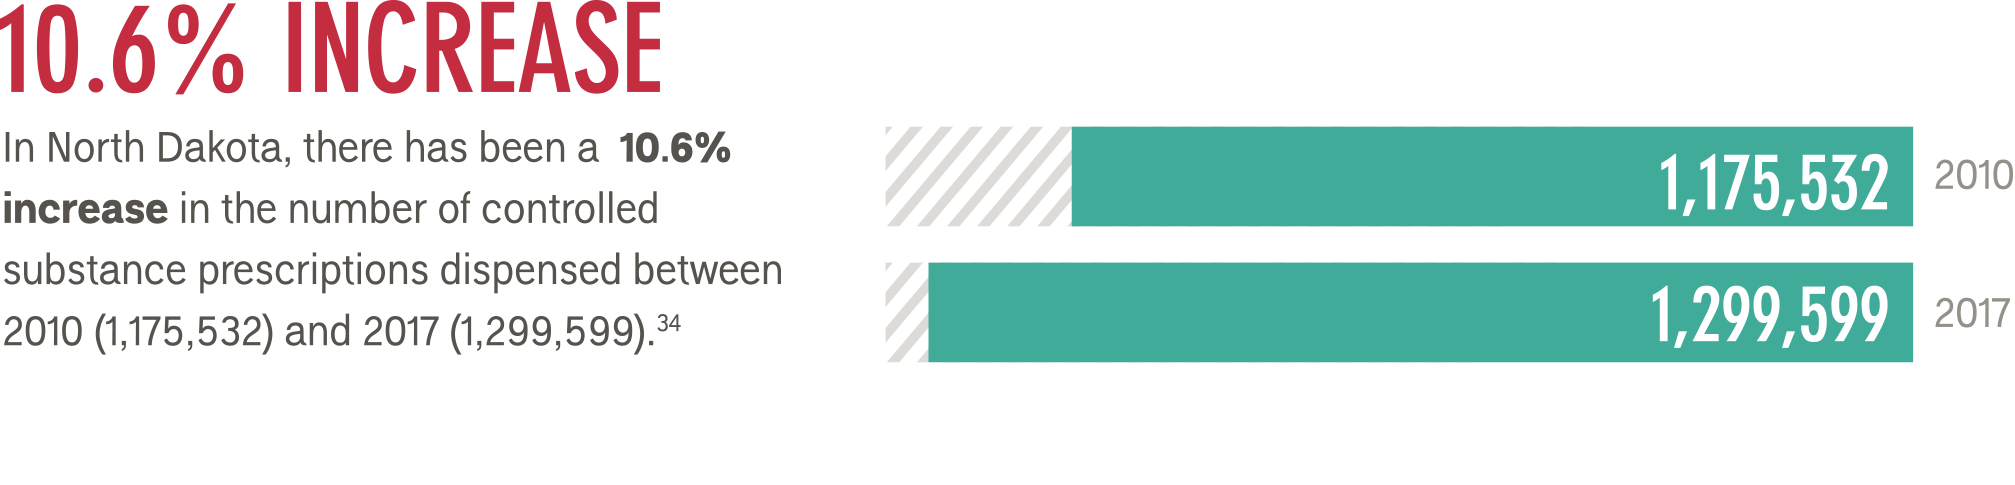 10.6% INCREASE
In North Dakota, there has been a 10.6%
increase in the number of controlled
substance prescriptions dispensed between
2010 (1,175,532) and 2017 (1,299,599).34
1,175,532 2010
1,299,599 2017